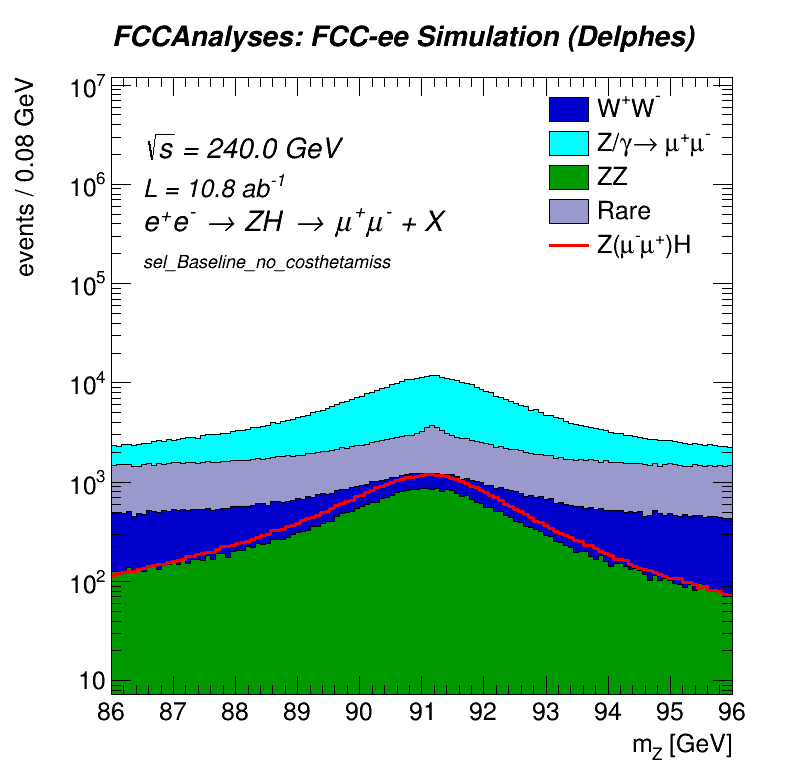 FCCAnalyses: FCC-ee Simulation (Delphes)
events / 0.08 GeV
10⁷
10⁶
10⁵
10⁴
10³
10²
10
√s = 240.0 GeV
L = 10.8 ab⁻¹
e⁺e⁻ → ZH → μ⁺μ⁻ + X
sel_Baseline_no_costhetamiss
W⁺W⁻
Z/γ→ μ⁺μ⁻
ZZ
Rare
Z(μ⁻μ⁺)H
86 87 88 89 90 91 92 93 94 95 96
m_Z [GeV]